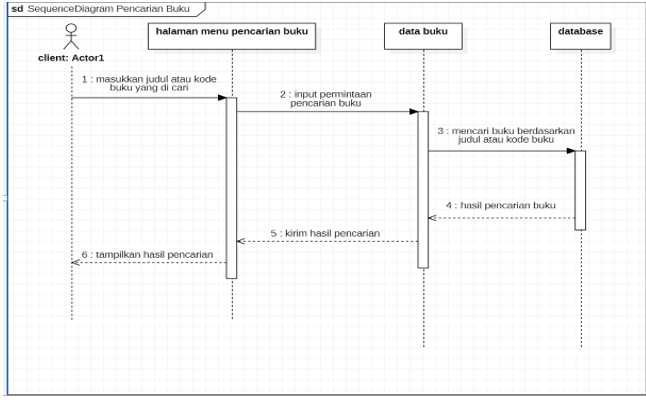 sd SequenceDiagram Pencarian Buku
halaman menu pencarian buku
data buku
database
client: Actor1
1 : masukkan judul atau kode
buku yang di cari
2 : input permintaan
pencarian buku
3 : mencari buku berdasarkan
judul atau kode buku
4 : hasil pencarian buku
5 : kirim hasil pencarian
6 : tampilkan hasil pencarian